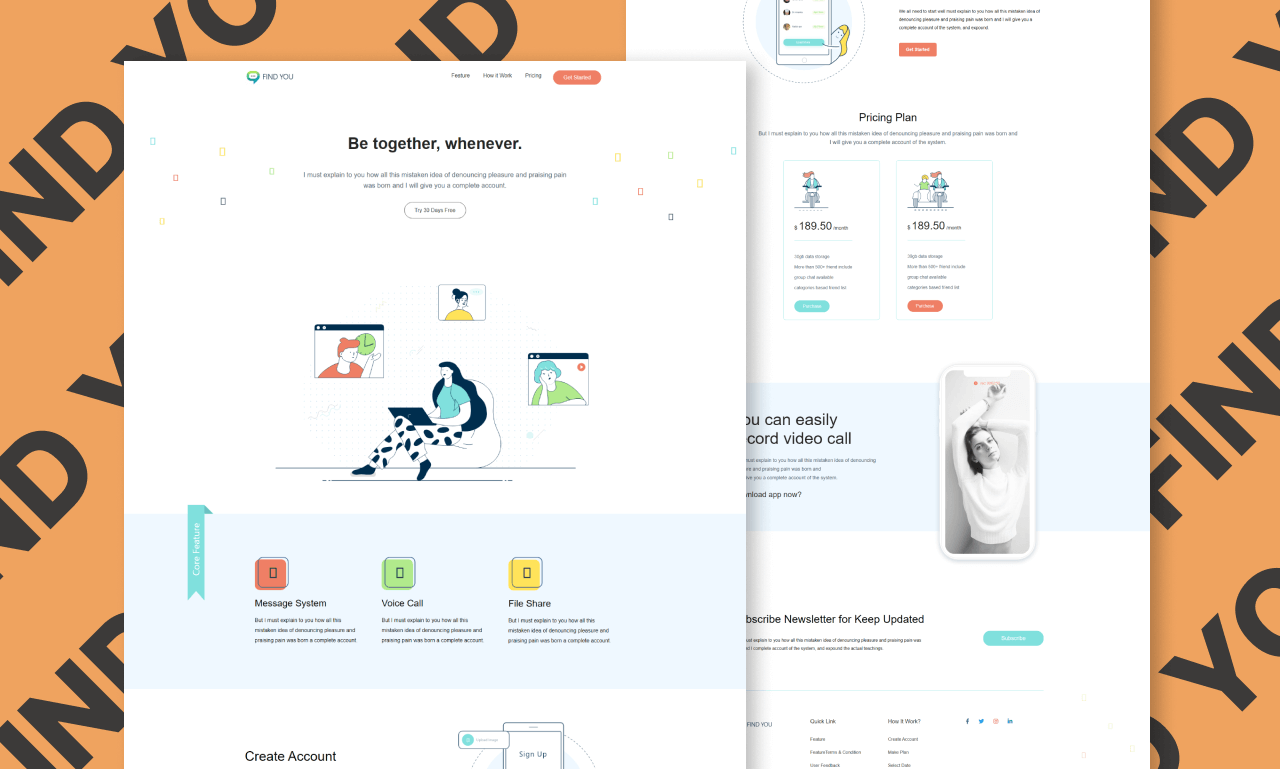 FIND YOU
Feature
How it Work
Pricing
Get Started
Be together, whenever.
I must explain to you how all this mistaken idea of denouncing pleasure and praising pain
was born and I will give you a complete account.
Try 30 Days Free
Core Feature
Message System
But I must explain to you how all this
mistaken idea of denouncing pleasure and
praising pain was born a complete account.
Voice Call
But I must explain to you how all this
mistaken idea of denouncing pleasure and
praising pain was born a complete account.
File Share
But I must explain to you how all this
mistaken idea of denouncing pleasure and
praising pain was born a complete account.
Create Account
Upload Image
Sign Up
We all need to start well must explain to you how all this mistaken idea of
denouncing pleasure and praising pain was born and I will give you a
complete account of the system, and expound.
Get Started
Pricing Plan
But I must explain to you how all this mistaken idea of denouncing pleasure and praising pain was born and
I will give you a complete account of the system.
$ 189.50 /month
data storage
More than 500+ friend include
group chat available
categories based friend list
Purchase
$ 189.50 /month
data storage
More than 500+ friend include
group chat available
categories based friend list
Purchase
ou can easily
cord video call
must explain to you how all this mistaken idea of denouncing
and praising pain was born and
give you a complete account of the system.
nload app now?
bscribe Newsletter for Keep Updated
ust explain to you how all this mistaken idea of denouncing pleasure and praising pain was
I complete account of the system, and expound the actual teachings
Subscribe
FIND YOU
Quick Link
Feature
FeatureTerms & Condition
User Feedback
How It Work?
Create Account
Make Plan
Select Date
FIND YOU
FIND YOU